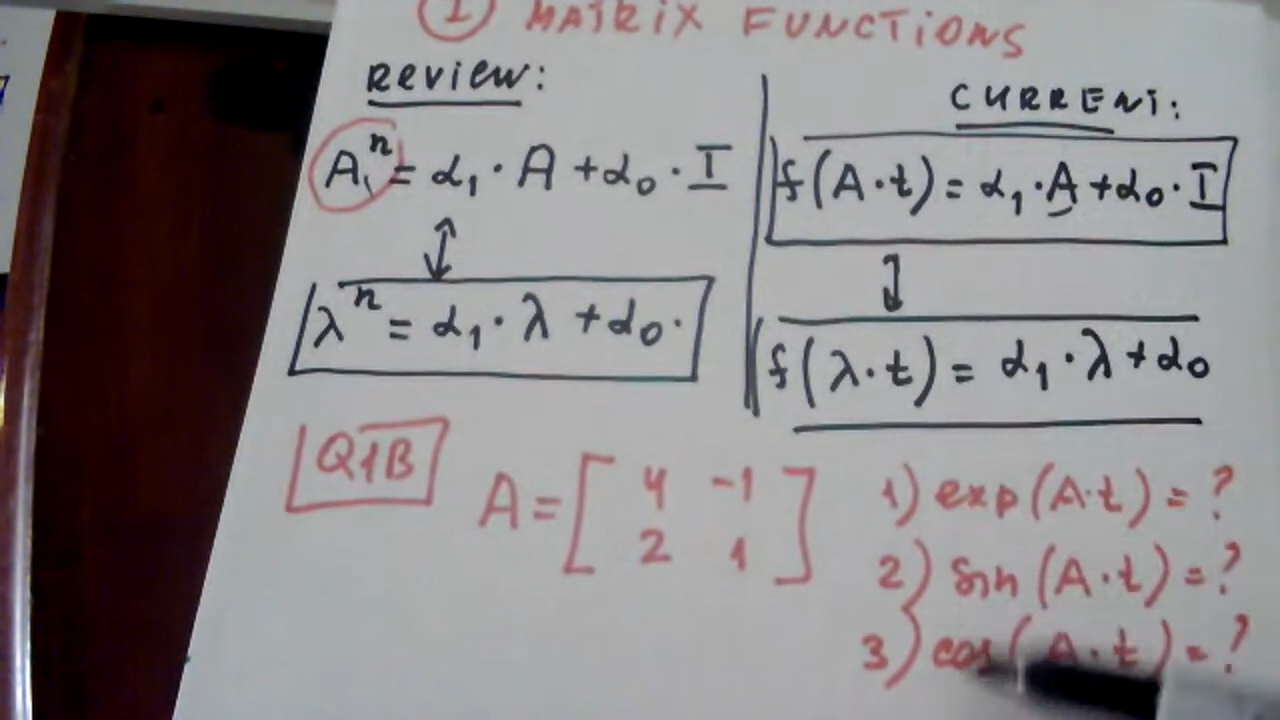 ① MATRIX FUNCTIONS
REVIEW:
Aⁿ = α₁ · A + α₀ · I
↕
λⁿ = α₁ · λ + α₀ ·
CURRENT:
f(A·t) = α₁ · A + α₀ · I
↕
f(λ·t) = α₁ · λ + α₀
Q1B
A = [ 4 -1
2 1 ]
1) exp(A·t) = ?
2) Sin(A·t) = ?
3) cos(A·t) = ?